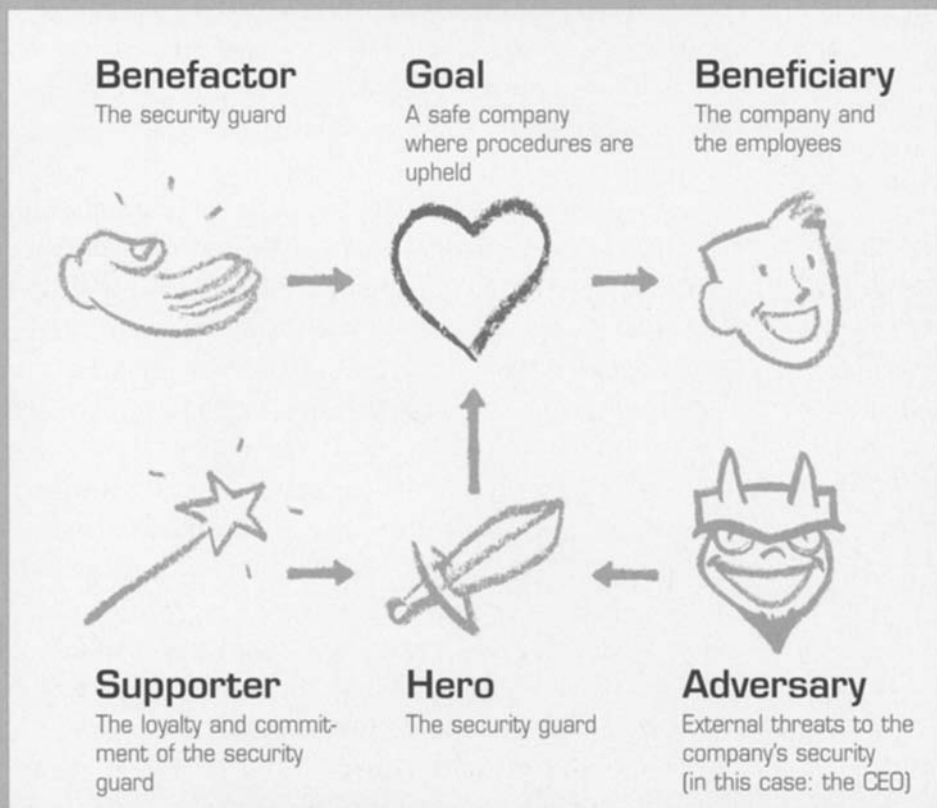 Benefactor
The security guard
Goal
A safe company
where procedures are
upheld
Beneficiary
The company and
the employees
Supporter
The loyalty and commit-
ment of the security
guard
Hero
The security guard
Adversary
External threats to the
company's security
(in this case: the CEO)